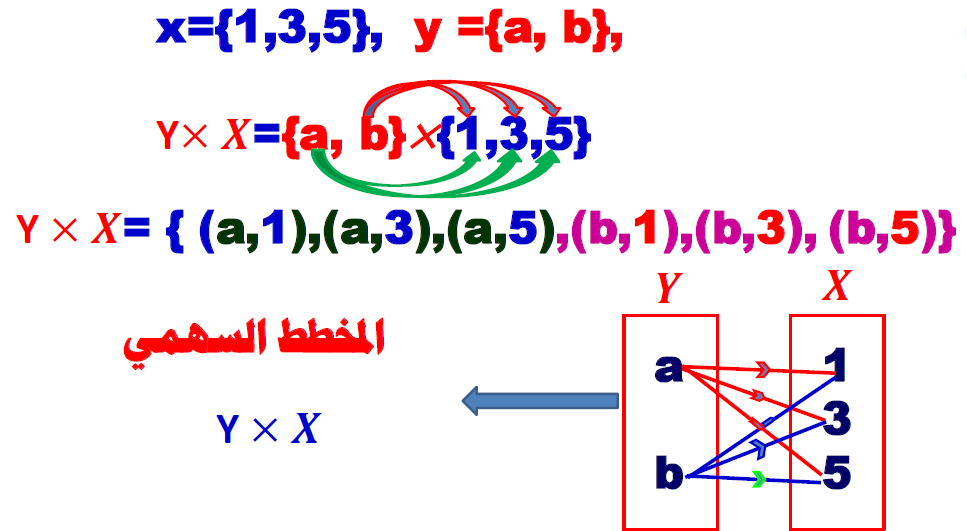 x={1,3,5}, y ={a, b},
Y× X={a, b}×{1,3,5}
Y × X= { (a,1),(a,3),(a,5),(b,1),(b,3), (b,5)}
Y X
المخطط السهمي
Y × X
a 1
3
b 5